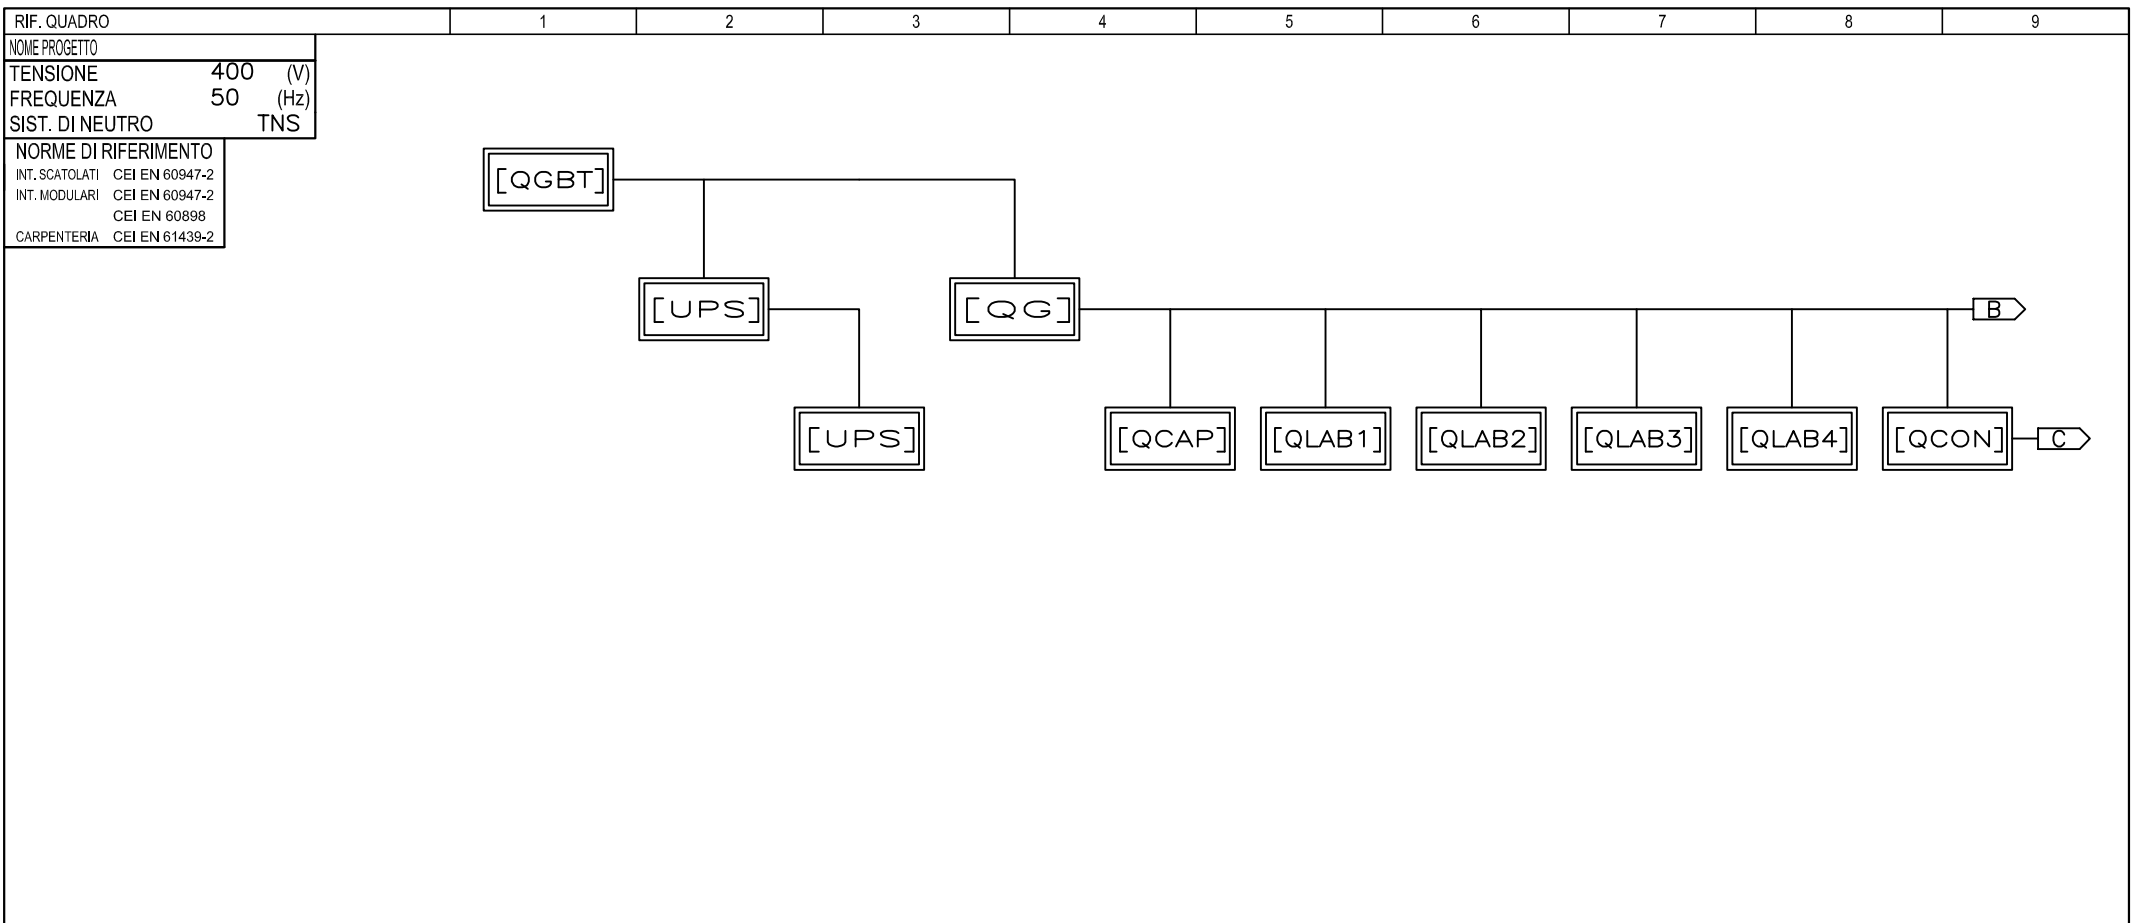 RIF. QUADRO 1 2 3 4 5 6 7 8 9
NOME PROGETTO
TENSIONE 400 (V)
FREQUENZA 50 (Hz)
SIST. DI NEUTRO TNS
NORME DI RIFERIMENTO
INT. SCATOLATI CEI EN 60947-2
INT. MODULARI CEI EN 60947-2
CEI EN 60898
CARPENTERIA CEI EN 61439-2
[QGBT]
[UPS] [QG] B
[UPS] [QCAP] [QLAB1] [QLAB2] [QLAB3] [QLAB4] [QCON] C